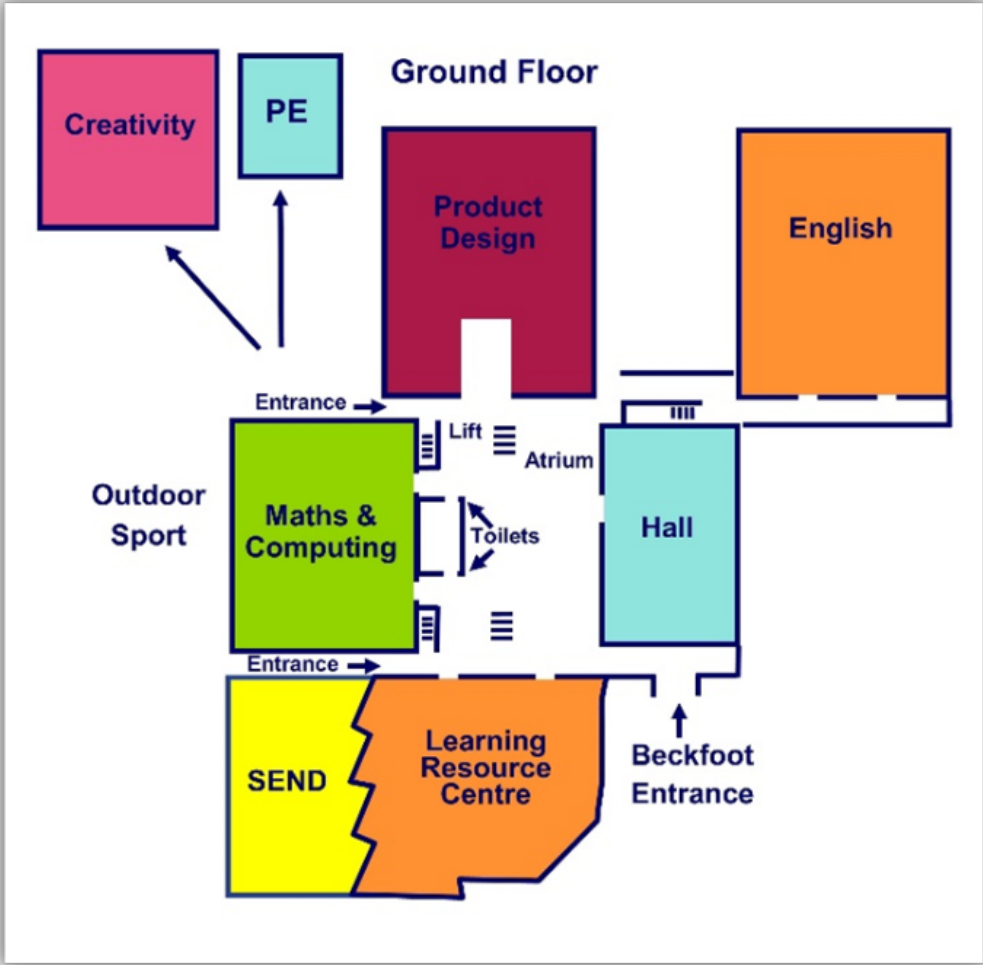 Ground Floor
Creativity
PE
Product
Design
English
Entrance
Lift
Atrium
Outdoor
Sport
Maths &
Computing
Toilets
Hall
Entrance
SEND
Learning
Resource
Centre
Beckfoot
Entrance